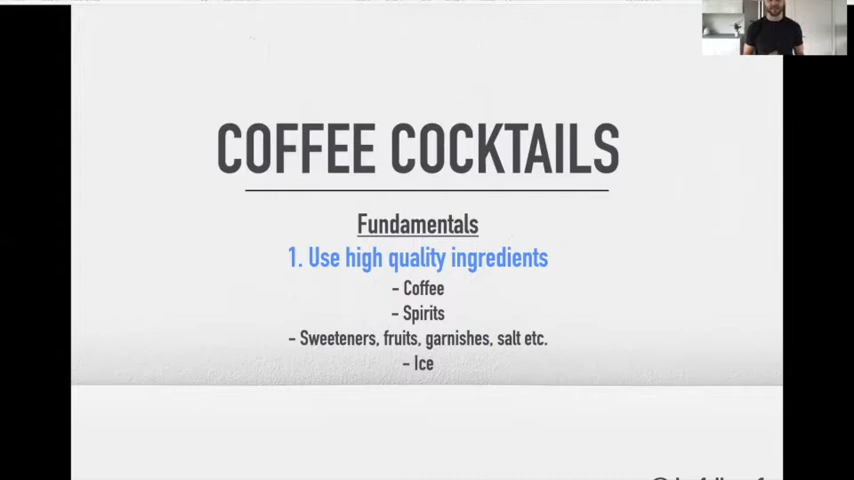 COFFEE COCKTAILS
Fundamentals
1. Use high quality ingredients
- Coffee
- Spirits
- Sweeteners, fruits, garnishes, salt etc.
- Ice